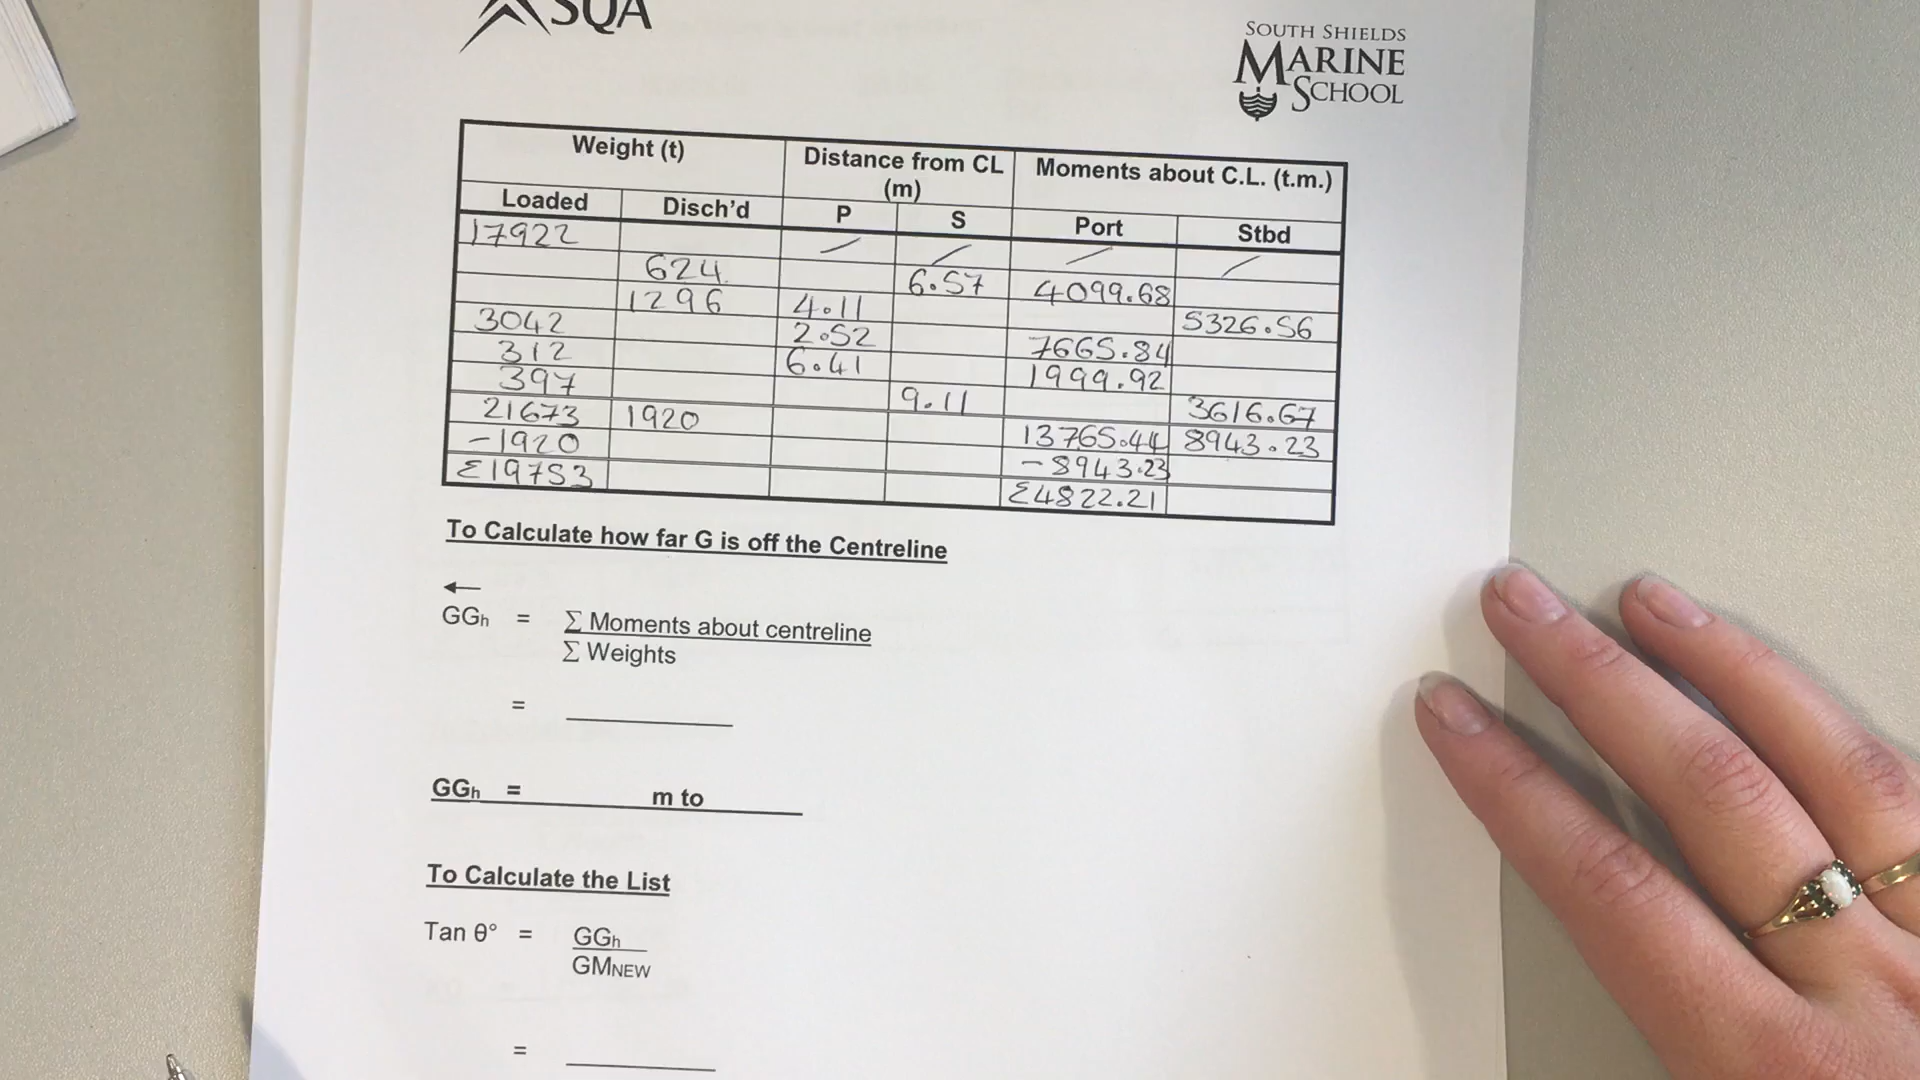 SQA
SOUTH SHIELDS
MARINE
SCHOOL
Weight (t) Distance from CL (m) Moments about C.L. (t.m.)
Loaded Disch'd P S Port Stbd
17922 / / / /
624 6.57 4099.68
1296 4.11 5326.56
3042 2.52 7665.84
312 6.41 1999.92
397 9.11 3616.67
21673 1920 13765.44 8943.23
-1920 -8943.23
Σ19753 Σ4822.21
To Calculate how far G is off the Centreline
←
GGh = Σ Moments about centreline
Σ Weights
=
GGh = m to
To Calculate the List
Tan θ° = GGh
GMNEW
=